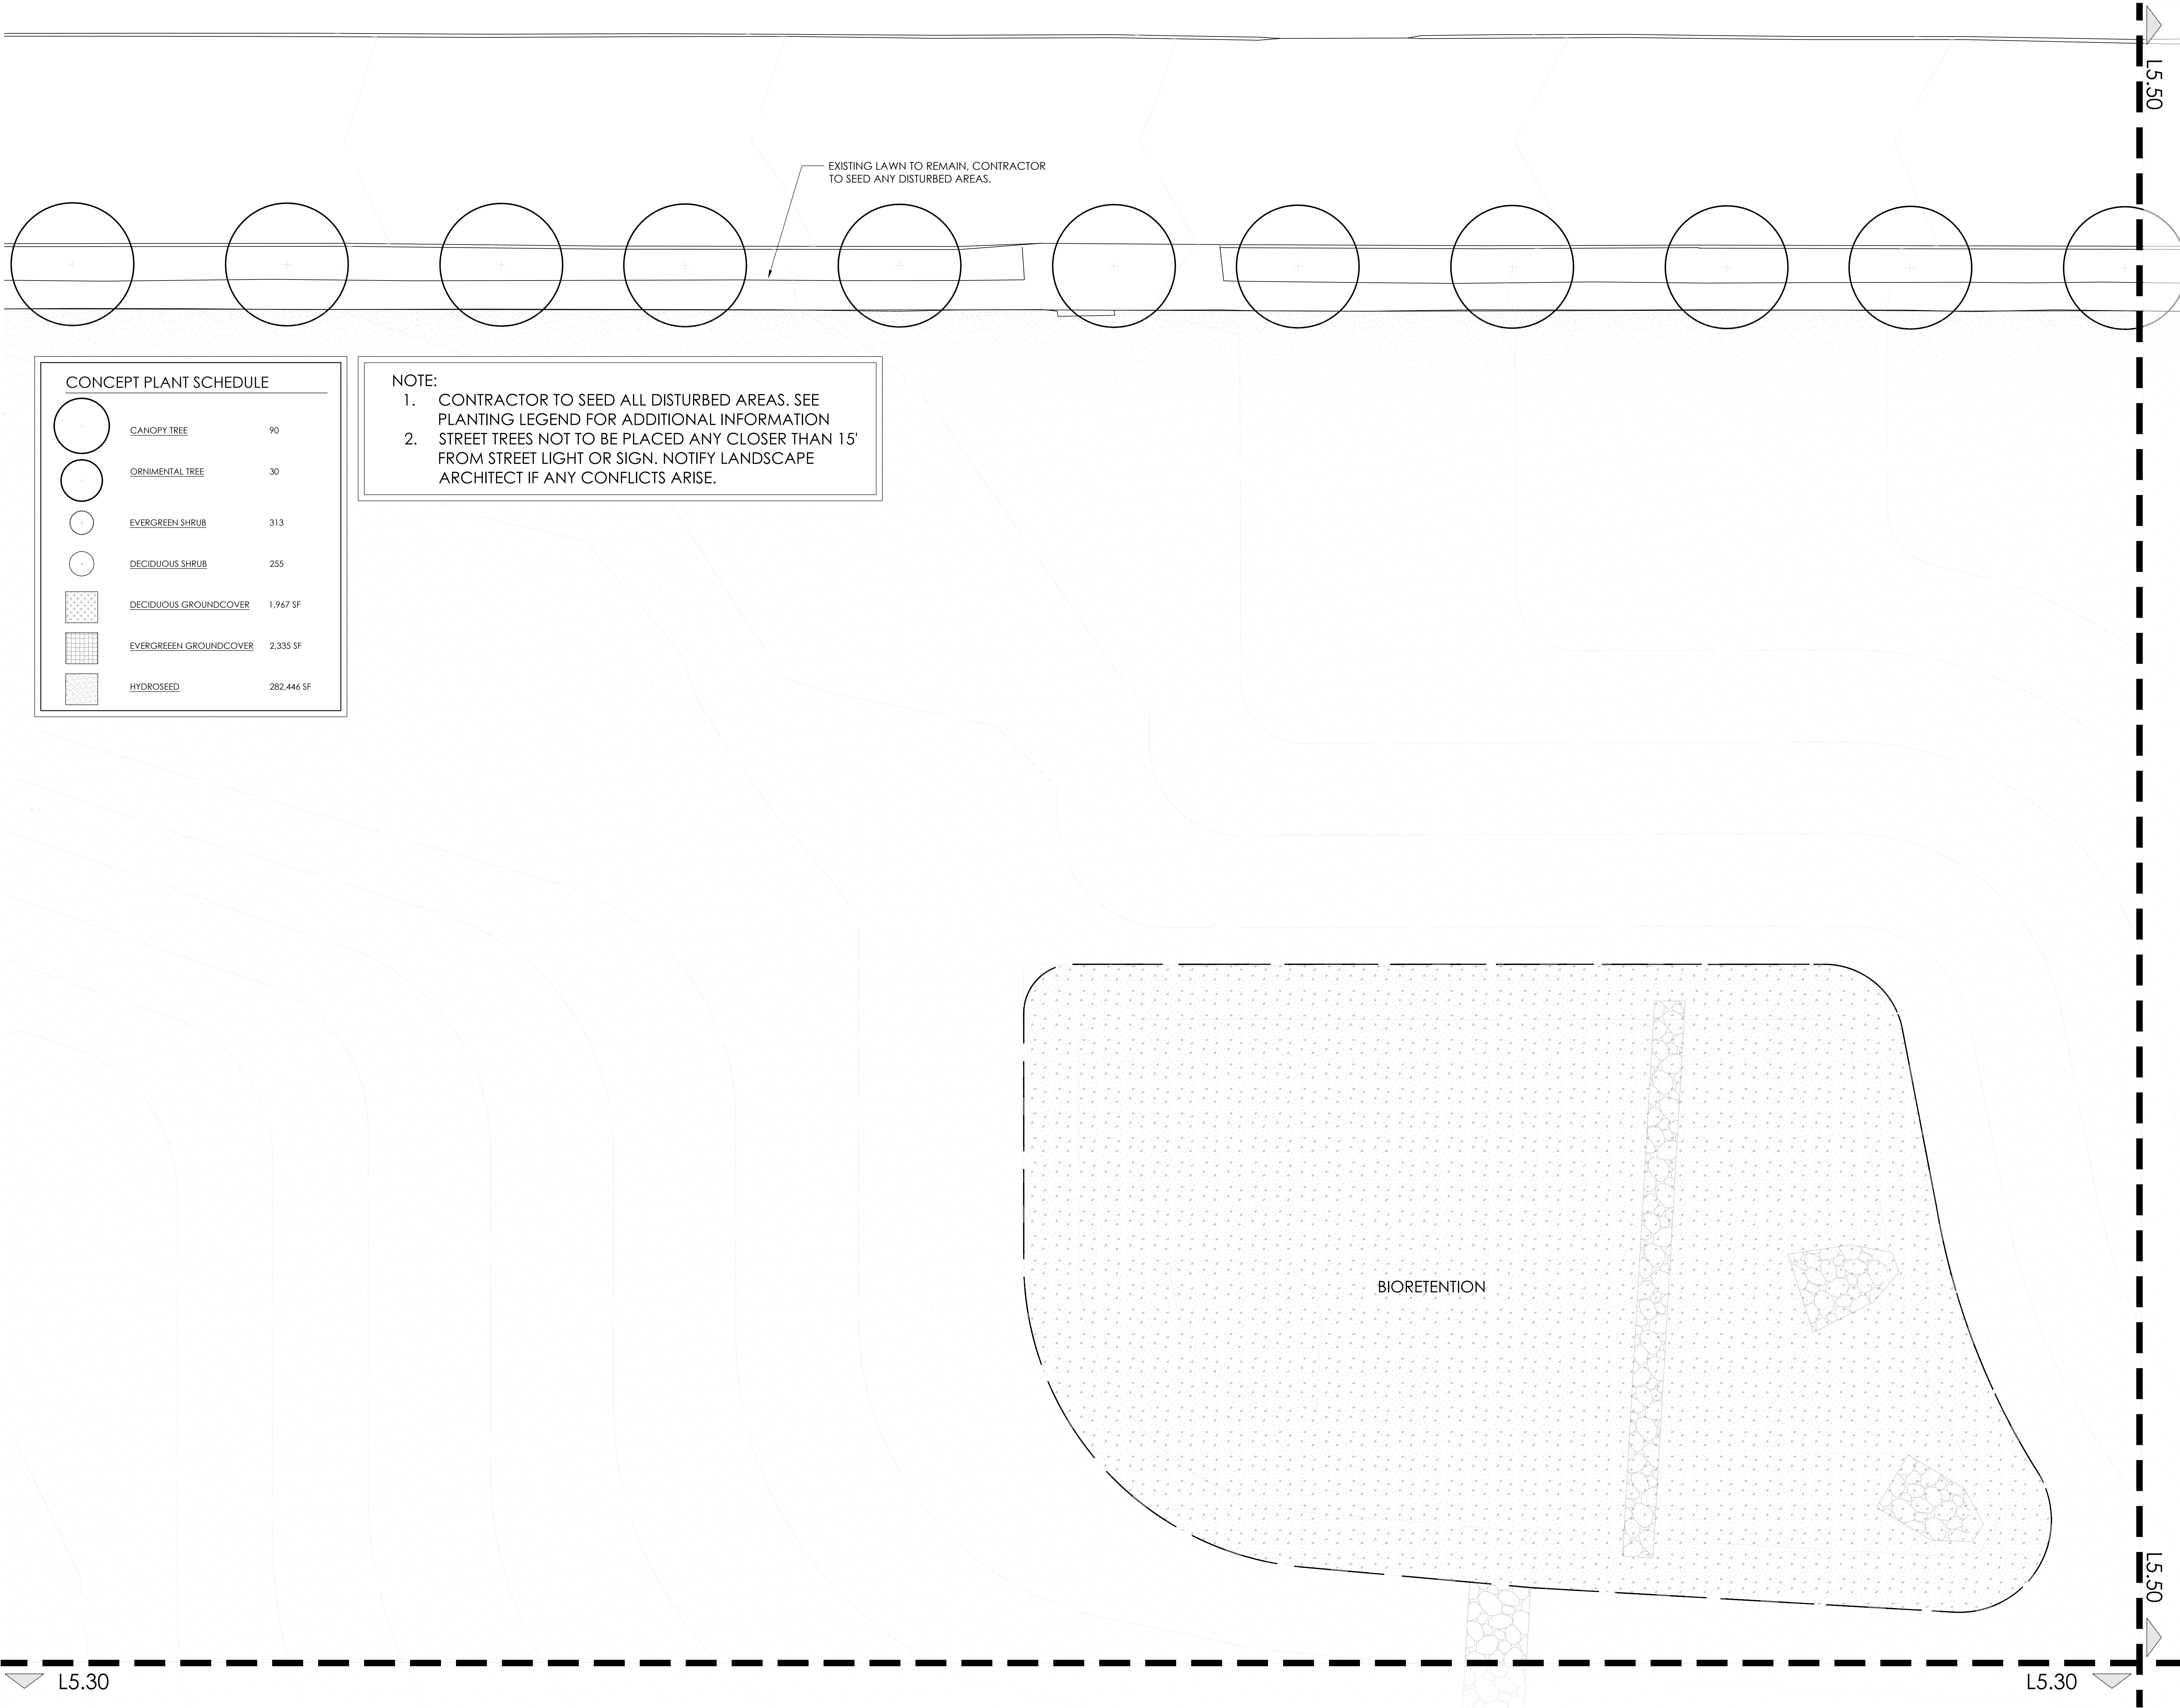 L5.50
EXISTING LAWN TO REMAIN, CONTRACTOR
TO SEED ANY DISTURBED AREAS.
CONCEPT PLANT SCHEDULE
CANOPY TREE 90
ORNIMENTAL TREE 30
EVERGREEN SHRUB 313
DECIDUOUS SHRUB 255
DECIDUOUS GROUNDCOVER 1,967 SF
EVERGREEEN GROUNDCOVER 2,335 SF
HYDROSEED 282,446 SF
NOTE:
1. CONTRACTOR TO SEED ALL DISTURBED AREAS. SEE
PLANTING LEGEND FOR ADDITIONAL INFORMATION
2. STREET TREES NOT TO BE PLACED ANY CLOSER THAN 15'
FROM STREET LIGHT OR SIGN. NOTIFY LANDSCAPE
ARCHITECT IF ANY CONFLICTS ARISE.
BIORETENTION
L5.50
L5.30
L5.30